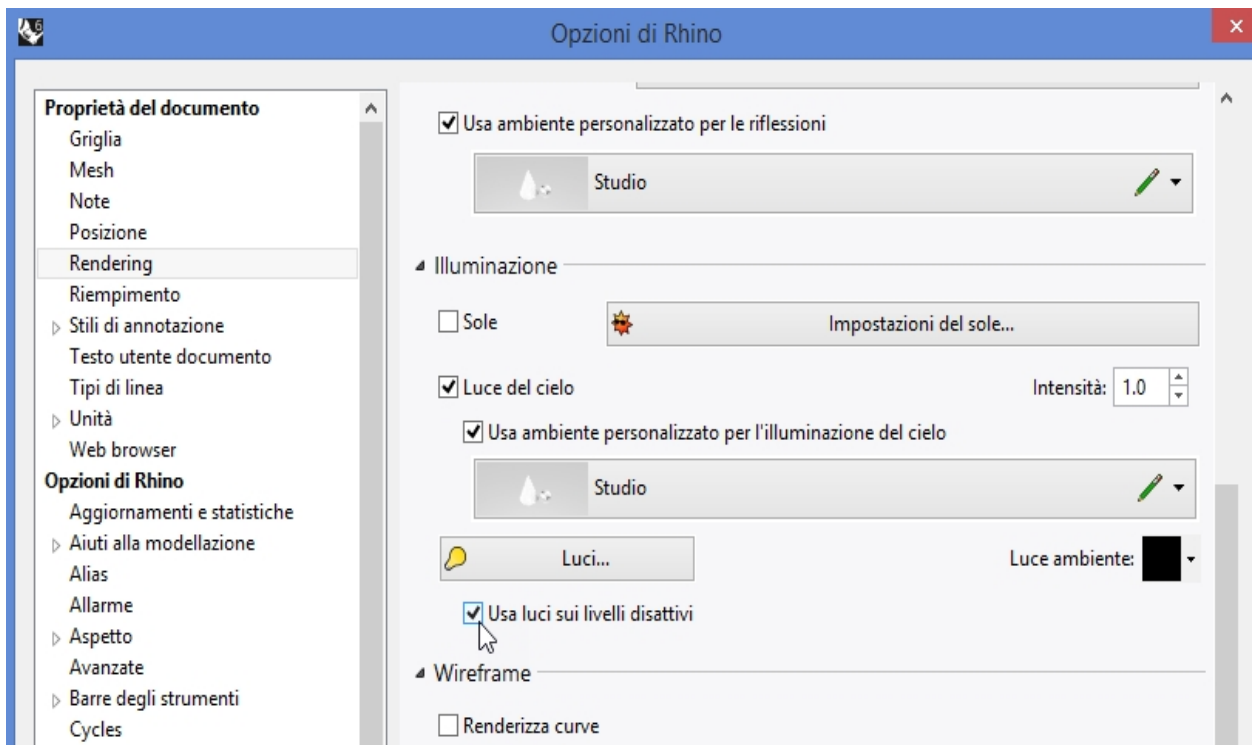 6
Opzioni di Rhino
Proprietà del documento
Griglia
Mesh
Note
Posizione
Rendering
Riempimento
Stili di annotazione
Testo utente documento
Tipi di linea
Unità
Web browser
Opzioni di Rhino
Aggiornamenti e statistiche
Aiuti alla modellazione
Alias
Allarme
Aspetto
Avanzate
Barre degli strumenti
Cycles
Usa ambiente personalizzato per le riflessioni
Studio
Illuminazione
Sole Impostazioni del sole...
Luce del cielo Intensità: 1.0
Usa ambiente personalizzato per l'illuminazione del cielo
Studio
Luci... Luce ambiente:
Usa luci sui livelli disattivi
Wireframe
Renderizza curve